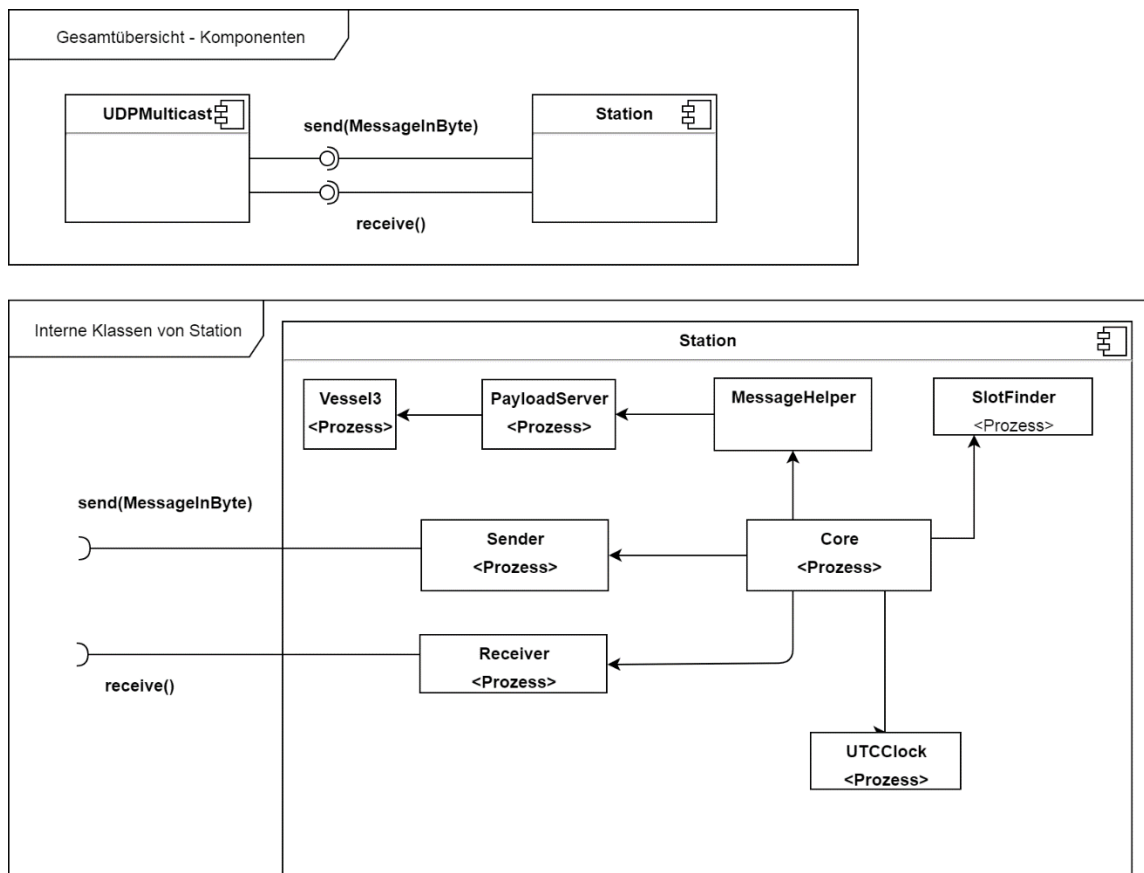 Gesamtübersicht - Komponenten
UDPMulticast
send(MessageInByte)
Station
receive()
Interne Klassen von Station
Station
Vessel3
<Prozess>
PayloadServer
<Prozess>
MessageHelper
SlotFinder
<Prozess>
send(MessageInByte)
Sender
<Prozess>
Core
<Prozess>
Receiver
<Prozess>
receive()
UTCClock
<Prozess>